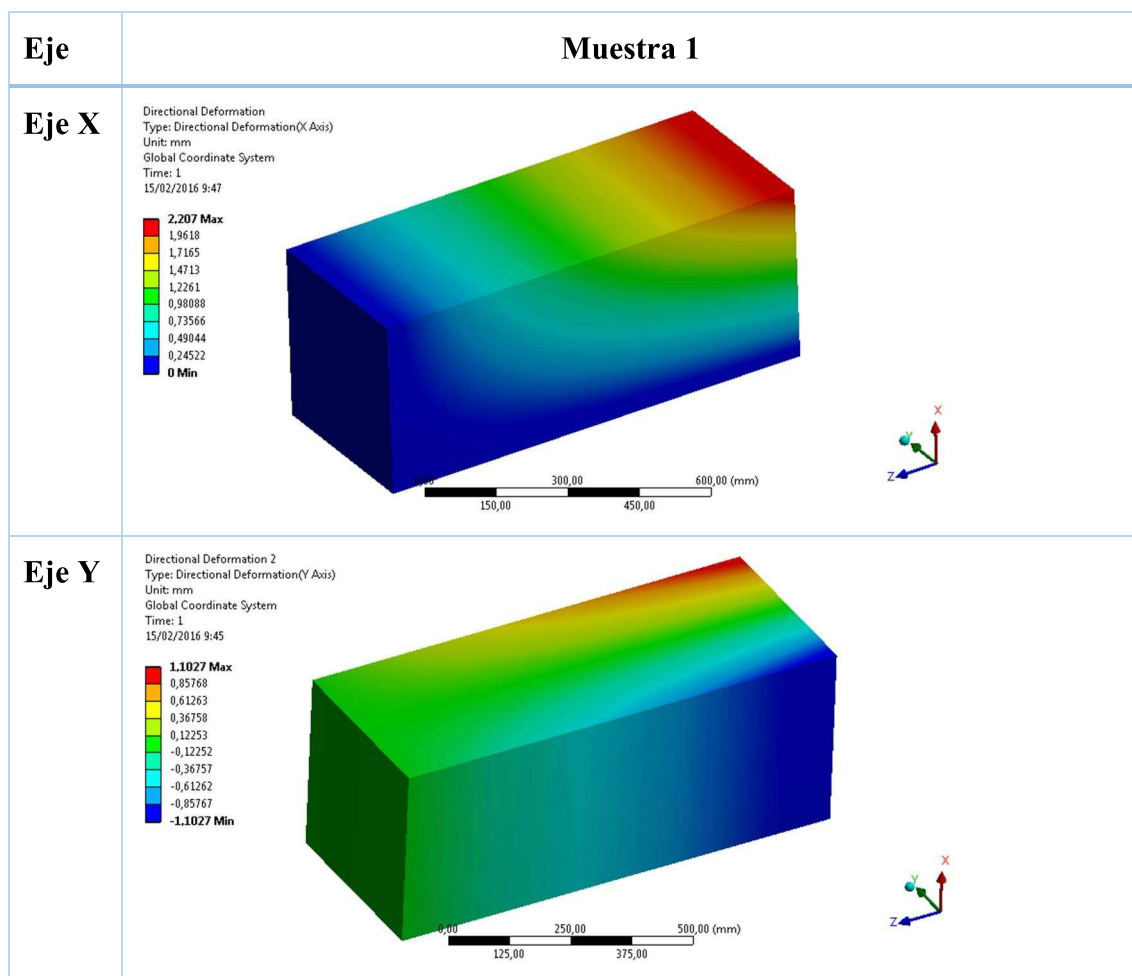 Eje
Muestra 1
Eje X
Directional Deformation
Type: Directional Deformation(X Axis)
Unit: mm
Global Coordinate System
Time: 1
15/02/2016 9:47
2,207 Max
1,9618
1,7165
1,4713
1,2261
0,98088
0,73566
0,49044
0,24522
0 Min
X
Y
Z
0,00 300,00 600,00 (mm)
150,00 450,00
Eje Y
Directional Deformation 2
Type: Directional Deformation(Y Axis)
Unit: mm
Global Coordinate System
Time: 1
15/02/2016 9:45
1,1027 Max
0,85768
0,61263
0,36758
0,12253
-0,12252
-0,36757
-0,61262
-0,85767
-1,1027 Min
X
Y
Z
0,00 250,00 500,00 (mm)
125,00 375,00